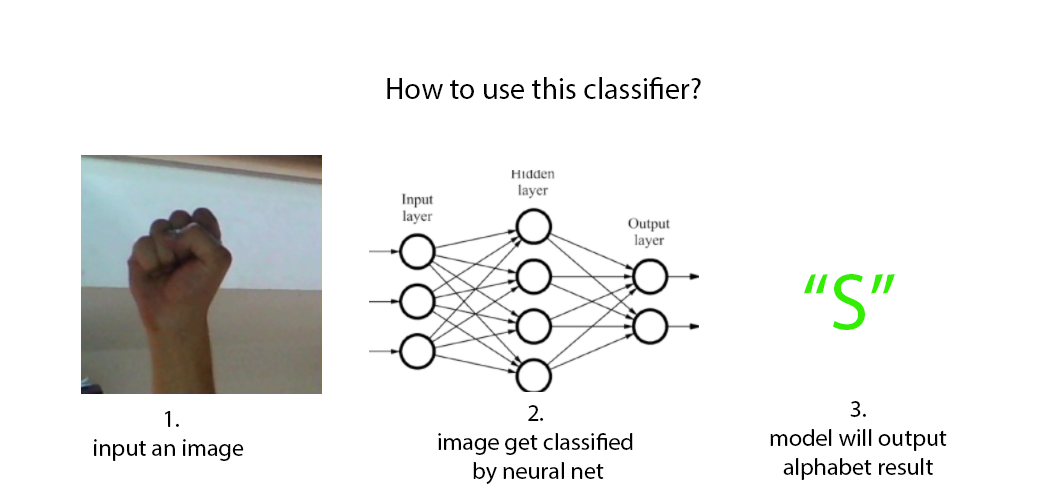 How to use this classifier?
Input
layer
Hidden
layer
Output
layer
“S”
1.
input an image
2.
image get classified
by neural net
3.
model will output
alphabet result